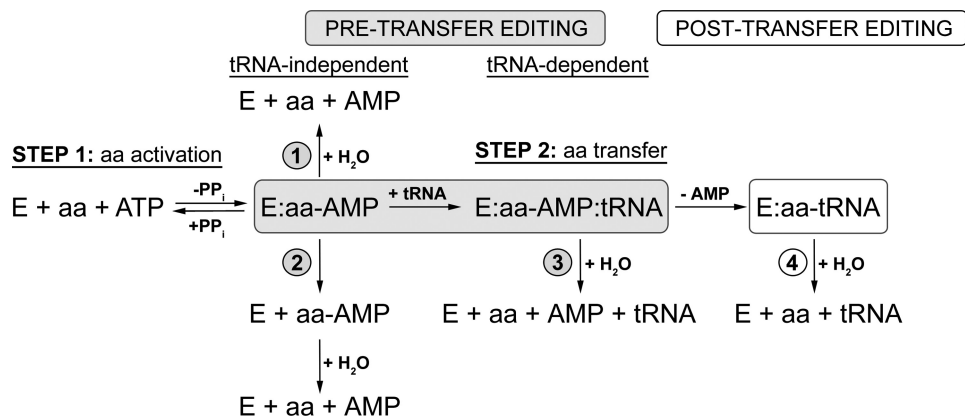 PRE-TRANSFER EDITING POST-TRANSFER EDITING
tRNA-independent tRNA-dependent
E + aa + AMP
STEP 1: aa activation 1 + H₂O STEP 2: aa transfer
E + aa + ATP -PPᵢ +PPᵢ E:aa-AMP + tRNA E:aa-AMP:tRNA - AMP E:aa-tRNA
2 3 + H₂O 4 + H₂O
E + aa-AMP E + aa + AMP + tRNA E + aa + tRNA
+ H₂O
E + aa + AMP